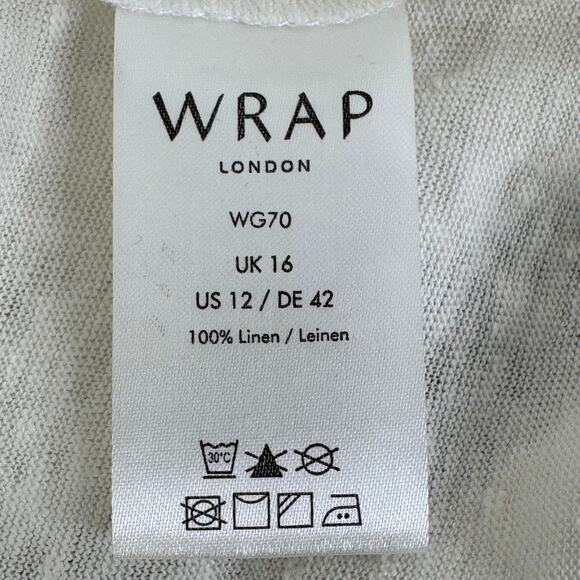 WRAP
LONDON
WG70
UK 16
US 12 / DE 42
100% Linen / Leinen
30°C